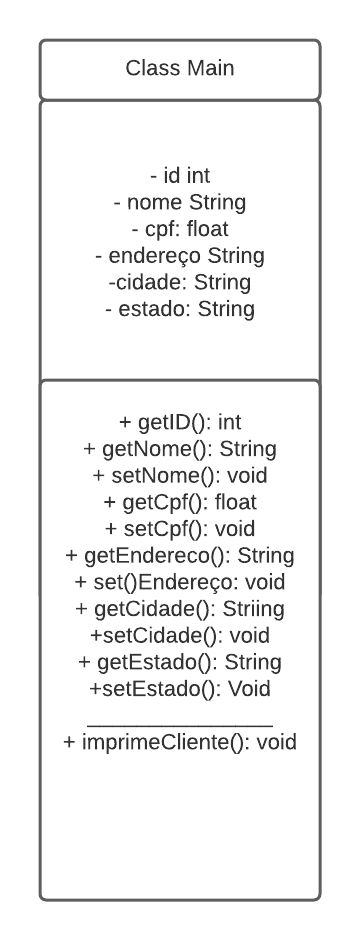 Class Main
- id int
- nome String
- cpf: float
- endereço String
-cidade: String
- estado: String
+ getID(): int
+ getNome(): String
+ setNome(): void
+ getCpf(): float
+ setCpf(): void
+ getEndereco(): String
+ set()Endereço: void
+ getCidade(): Striing
+setCidade(): void
+ getEstado(): String
+setEstado(): Void
_______________
+ imprimeCliente(): void